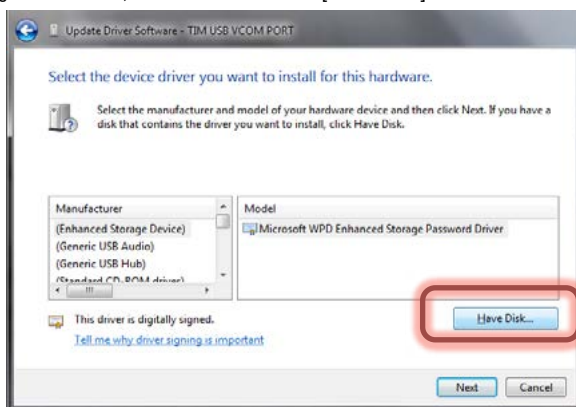 Update Driver Software - TIM USB VCOM PORT
Select the device driver you want to install for this hardware.
Select the manufacturer and model of your hardware device and then click Next. If you have a
disk that contains the driver you want to install, click Have Disk.
Manufacturer
(Enhanced Storage Device)
(Generic USB Audio)
(Generic USB Hub)
(Standard CD-ROM driver)
Model
Microsoft WPD Enhanced Storage Password Driver
This driver is digitally signed.
Tell me why driver signing is important
Have Disk...
Next
Cancel